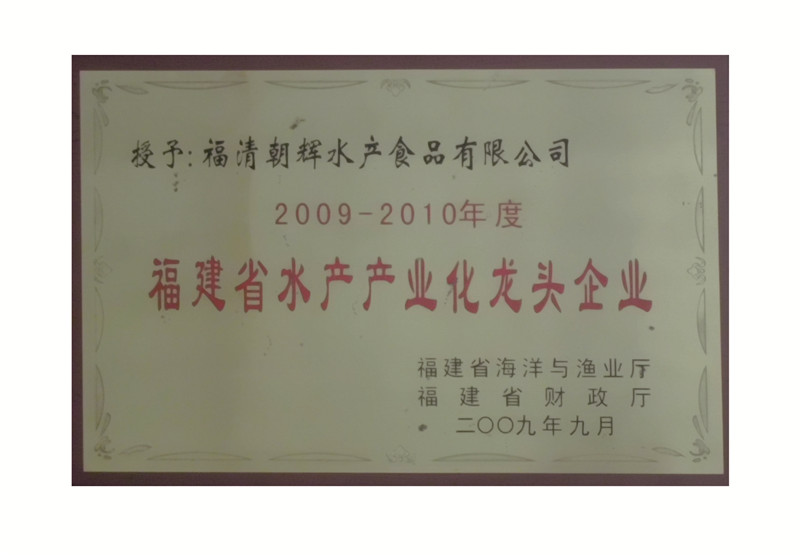 授予:福清朝辉水产食品有限公司
2009-2010年度
福建省水产产业化龙头企业
福建省海洋与渔业厅
福建省财政厅
二〇〇九年九月